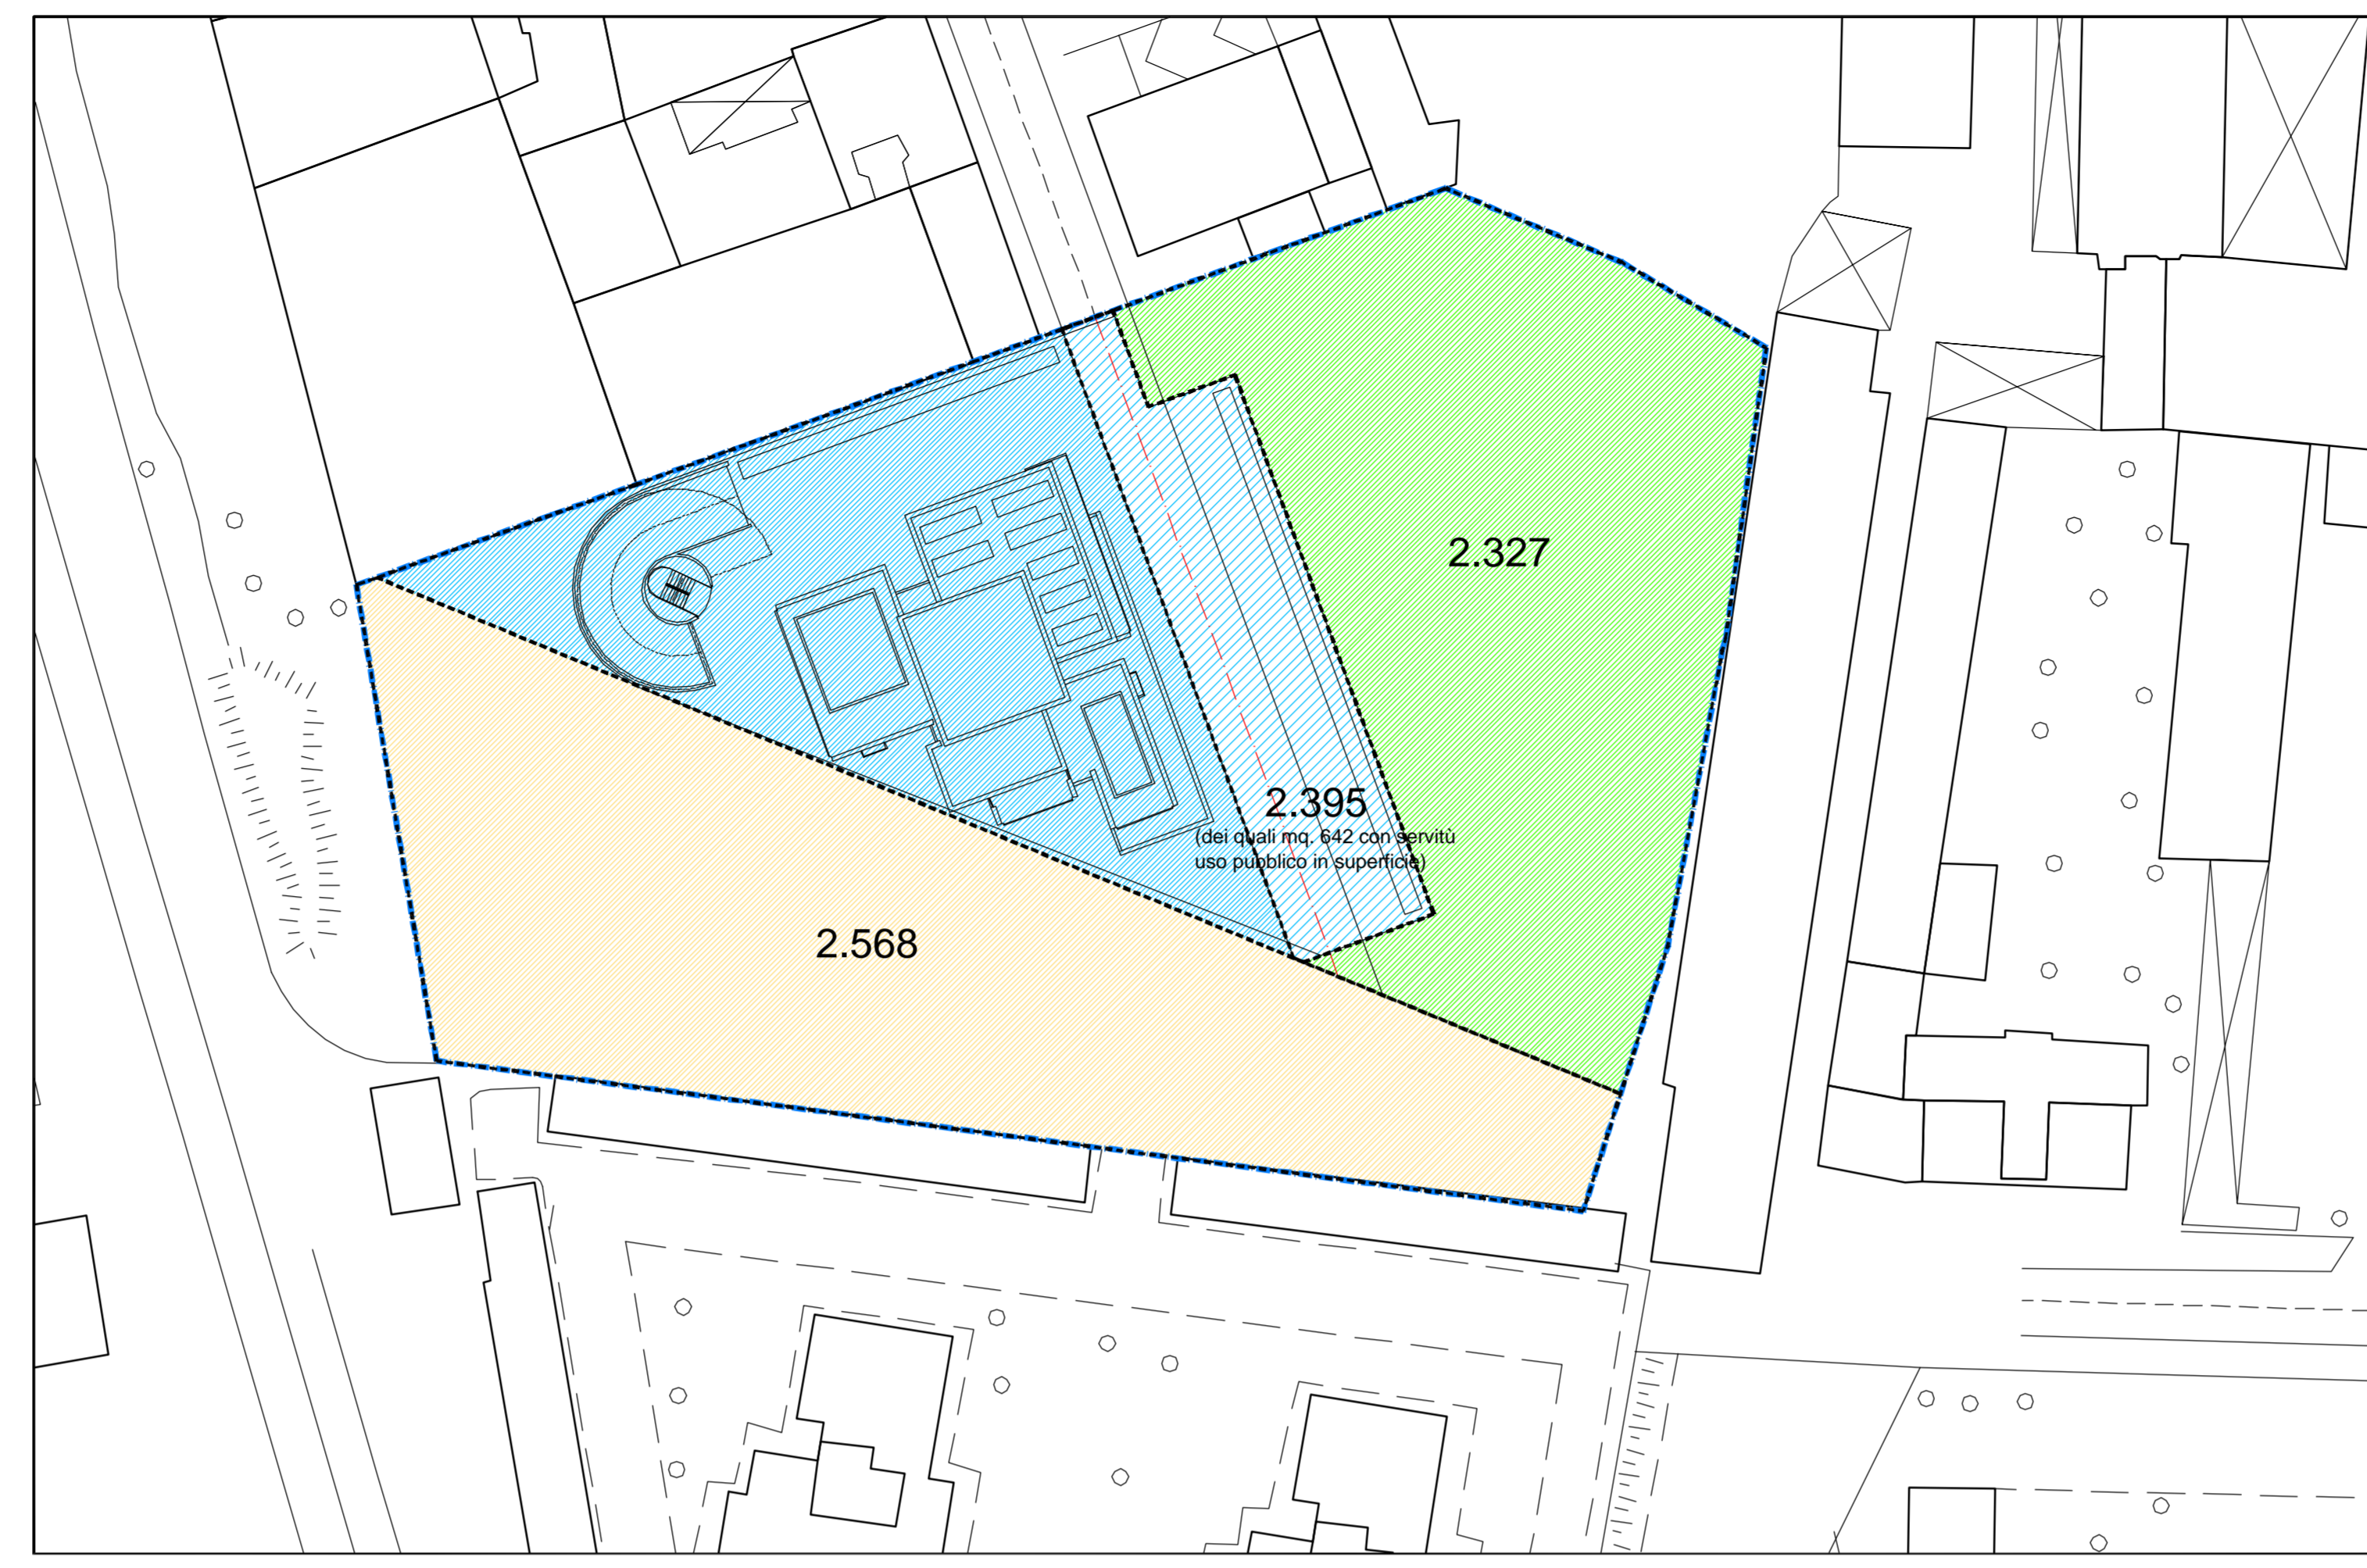 2.327
2.395
(dei quali mq. 642 con servitù
uso pubblico in superficie)
2.568